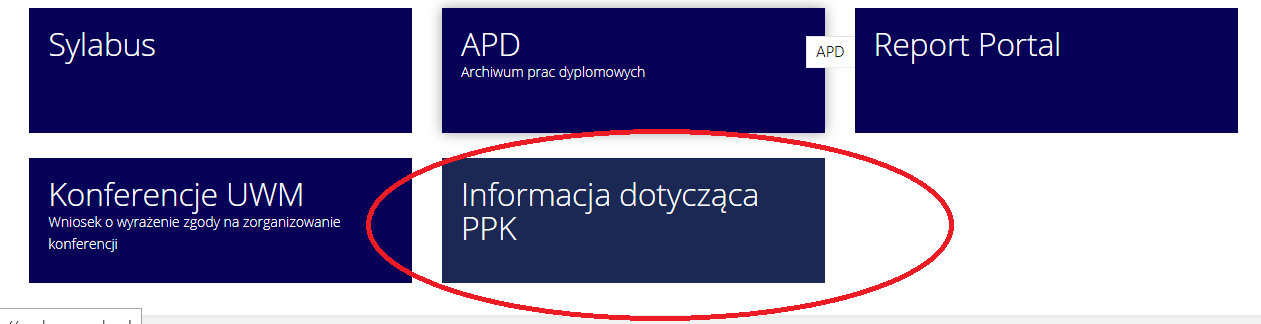 Sylabus
APD
Archiwum prac dyplomowych
APD
Report Portal
Konferencje UWM
Wniosek o wyrażenie zgody na zorganizowanie
konferencji
Informacja dotycząca
PPK